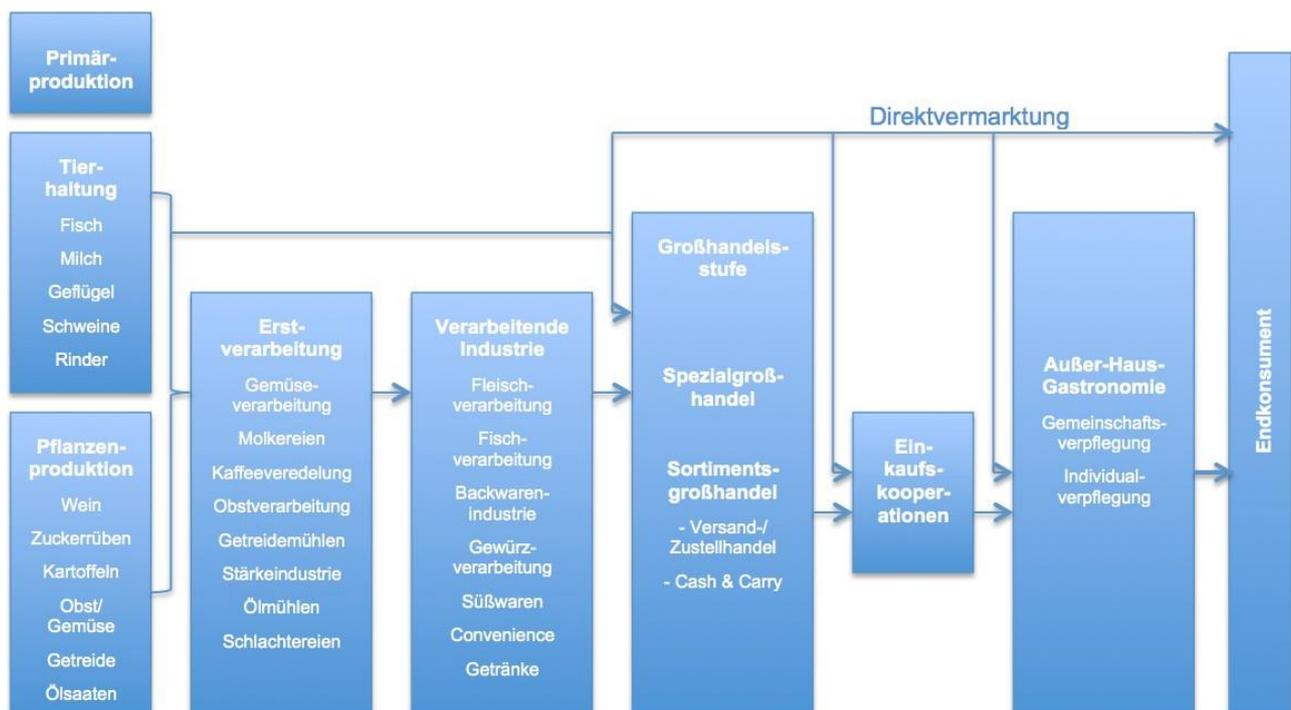 Primär-
produktion
Tier-
haltung
Fisch
Milch
Geflügel
Schweine
Rinder
Pflanzen-
produktion
Wein
Zuckerrüben
Kartoffeln
Obst/
Gemüse
Getreide
Ölsaaten
Erst-
verarbeitung
Gemüse-
verarbeitung
Molkereien
Kaffeeveredelung
Obstverarbeitung
Getreidemühlen
Stärkeindustrie
Ölmühlen
Schlachtereien
Verarbeitende
Industrie
Fleisch-
verarbeitung
Fisch-
verarbeitung
Backwaren-
industrie
Gewürz-
verarbeitung
Süßwaren
Convenience
Getränke
Direktvermarktung
Großhandels-
stufe
Spezialgroß-
handel
Sortiments-
großhandel
- Versand-/
Zustellhandel
- Cash & Carry
Ein-
kaufs-
kooper-
ationen
Außer-Haus-
Gastronomie
Gemeinschafts-
verpflegung
Individual-
verpflegung
Endkonsument